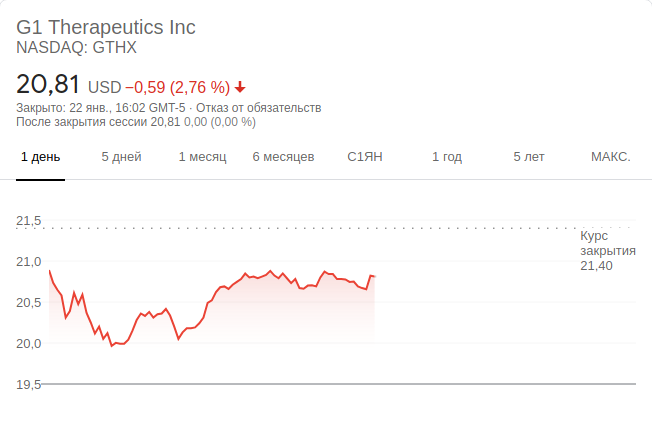 G1 Therapeutics Inc
NASDAQ: GTHX
20,81 USD −0,59 (2,76 %)
Закрыто: 22 янв., 16:02 GMT-5 · Отказ от обязательств
После закрытия сессии 20,81 0,00 (0,00 %)
1 день 5 дней 1 месяц 6 месяцев С1ЯН 1 год 5 лет МАКС.
21,5
Курс
закрытия
21,0
21,40
20,5
20,0
19,5